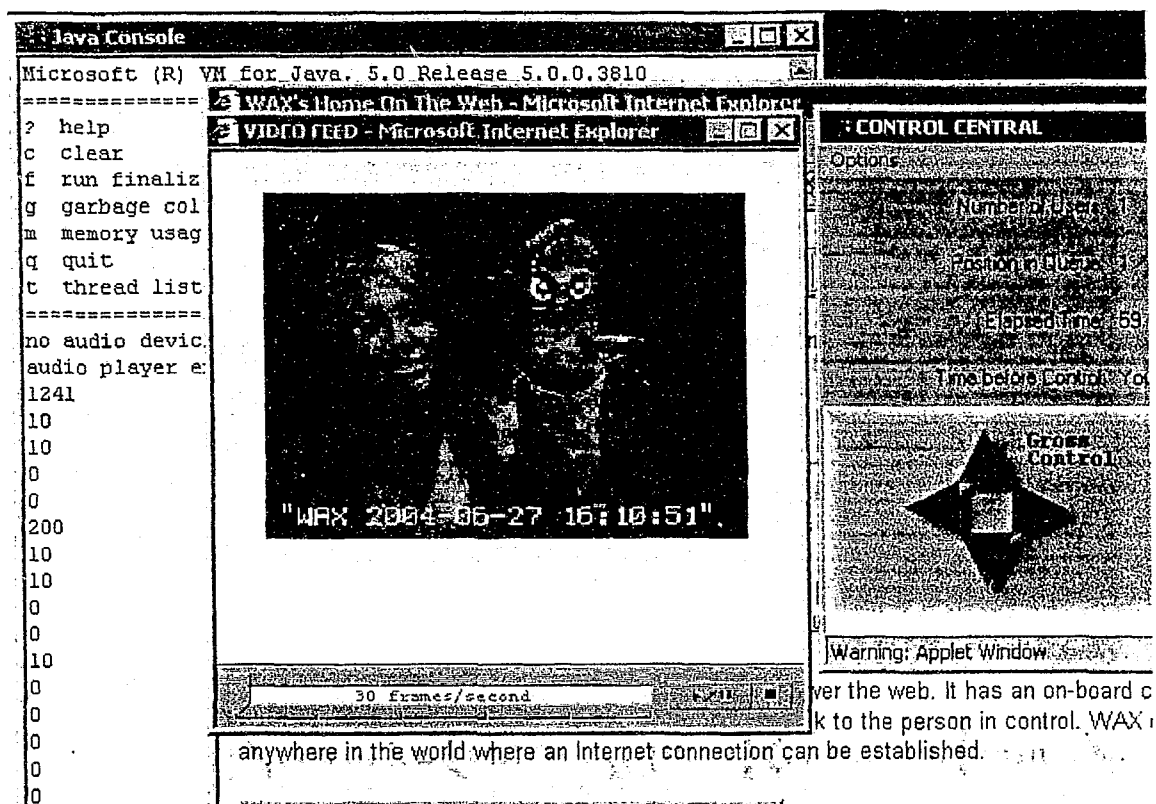 Java Console
Microsoft (R) VM for Java, 5.0 Release 5.0.0.3810
==============
? help
c clear
f run finaliz
g garbage col
m memory usag
q quit
t thread list
==============
no audio devic
audio player e
1241
10
10
0
0
200
10
10
0
0
10
0
0
0
0
0
WAX's Home On The Web - Microsoft Internet Explorer
VIDEO FEED - Microsoft Internet Explorer
"WAX 2004-06-27 16:10:51".
30 frames/second
CONTROL CENTRAL
Options
Number of Users: 1
Position in Queue: 1
Elapsed Time: 59
Time before Control: You
Gross
Control
Warning: Applet Window
ver the web. It has an on-board c
k to the person in control. WAX
anywhere in the world where an Internet connection can be established.